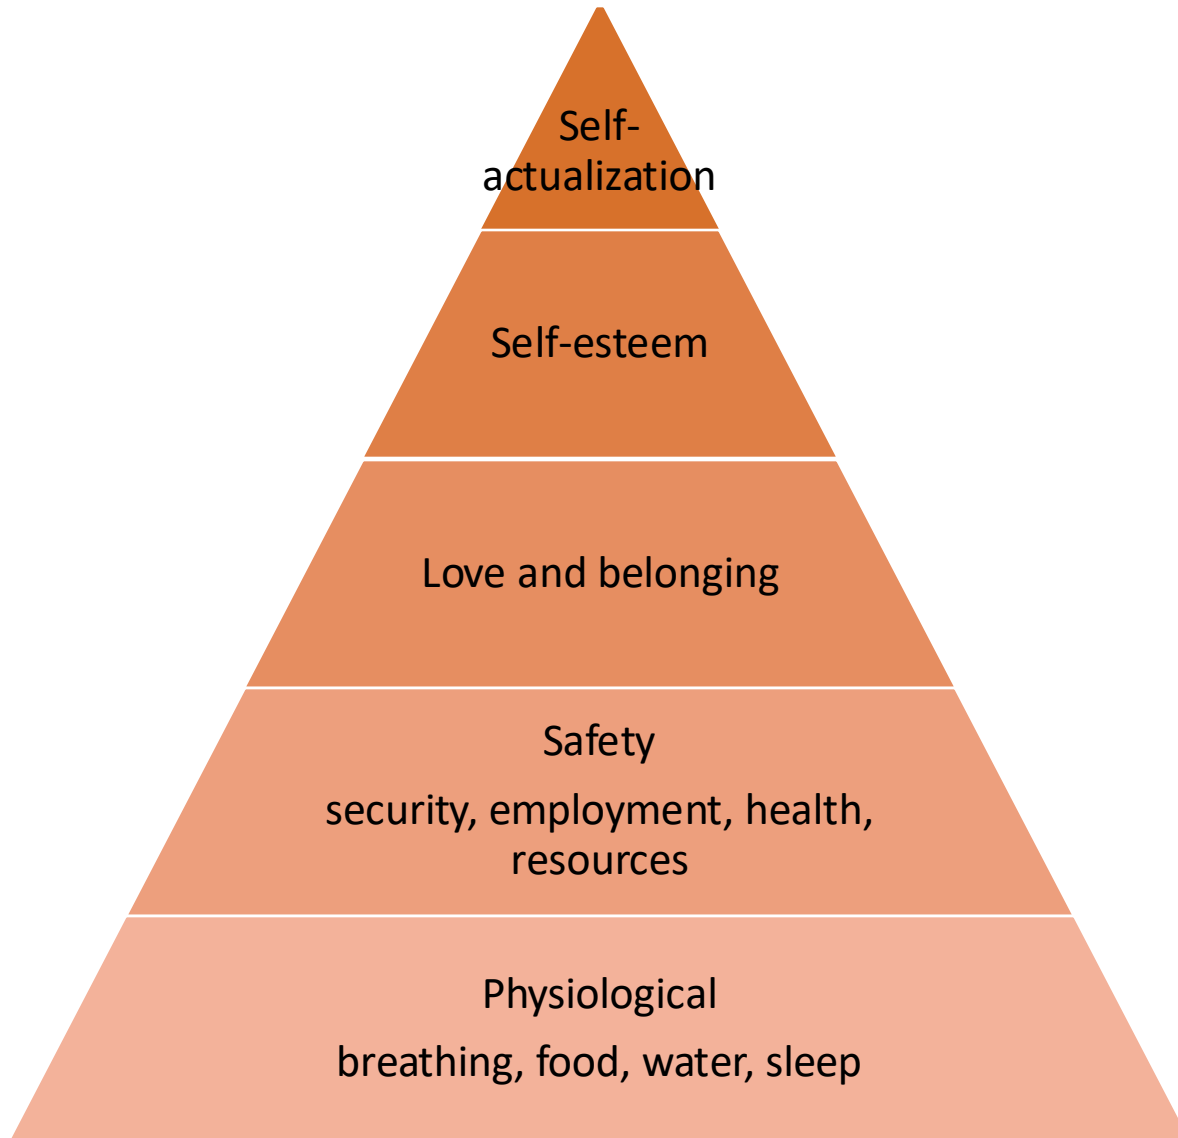 Self-
actualization
Self-esteem
Love and belonging
Safety
security, employment, health,
resources
Physiological
breathing, food, water, sleep